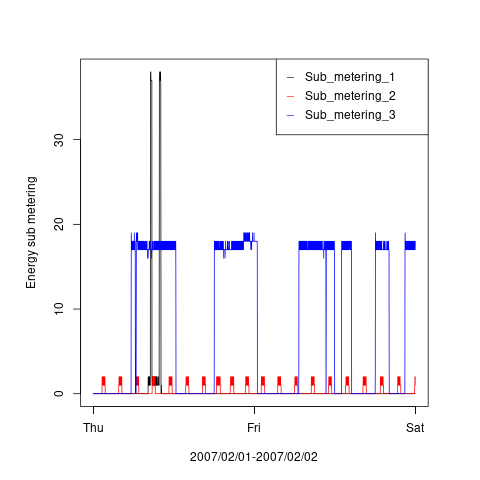 Sub_metering_1
Sub_metering_2
Sub_metering_3
Energy sub metering
30
20
10
0
Thu
Fri
Sat
2007/02/01-2007/02/02